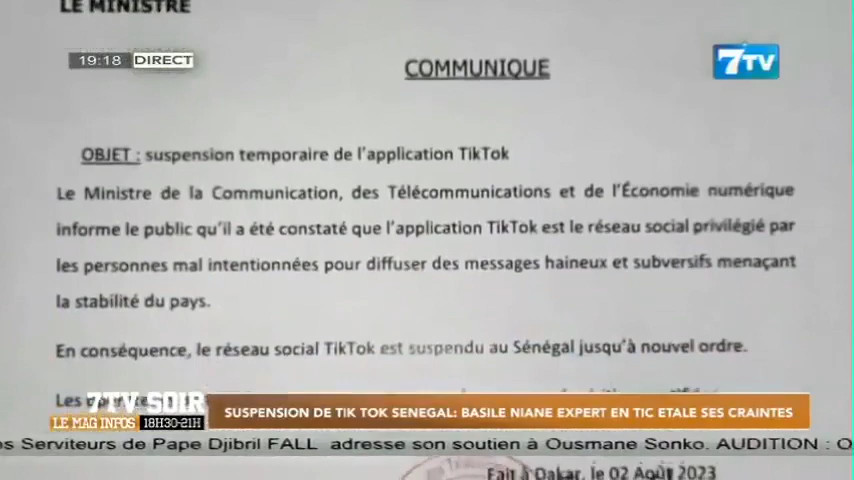 LE MINISTRE
19:18 DIRECT
7TV
COMMUNIQUE
OBJET : suspension temporaire de l'application TikTok
Le Ministre de la Communication, des Télécommunications et de l'Économie numérique
informe le public qu'il a été constaté que l'application TikTok est le réseau social privilégié par
les personnes mal intentionnées pour diffuser des messages haineux et subversifs menaçant
la stabilité du pays.
En conséquence, le réseau social TikTok est suspendu au Sénégal jusqu'à nouvel ordre.
Les
7TV SOIR
LE MAG INFOS 18H30-21H
SUSPENSION DE TIK TOK SENEGAL: BASILE NIANE EXPERT EN TIC ETALE SES CRAINTES
es Serviteurs de Pape Djibril FALL adresse son soutien à Ousmane Sonko. AUDITION : O
Fait à Dakar, le 02 Août 2023